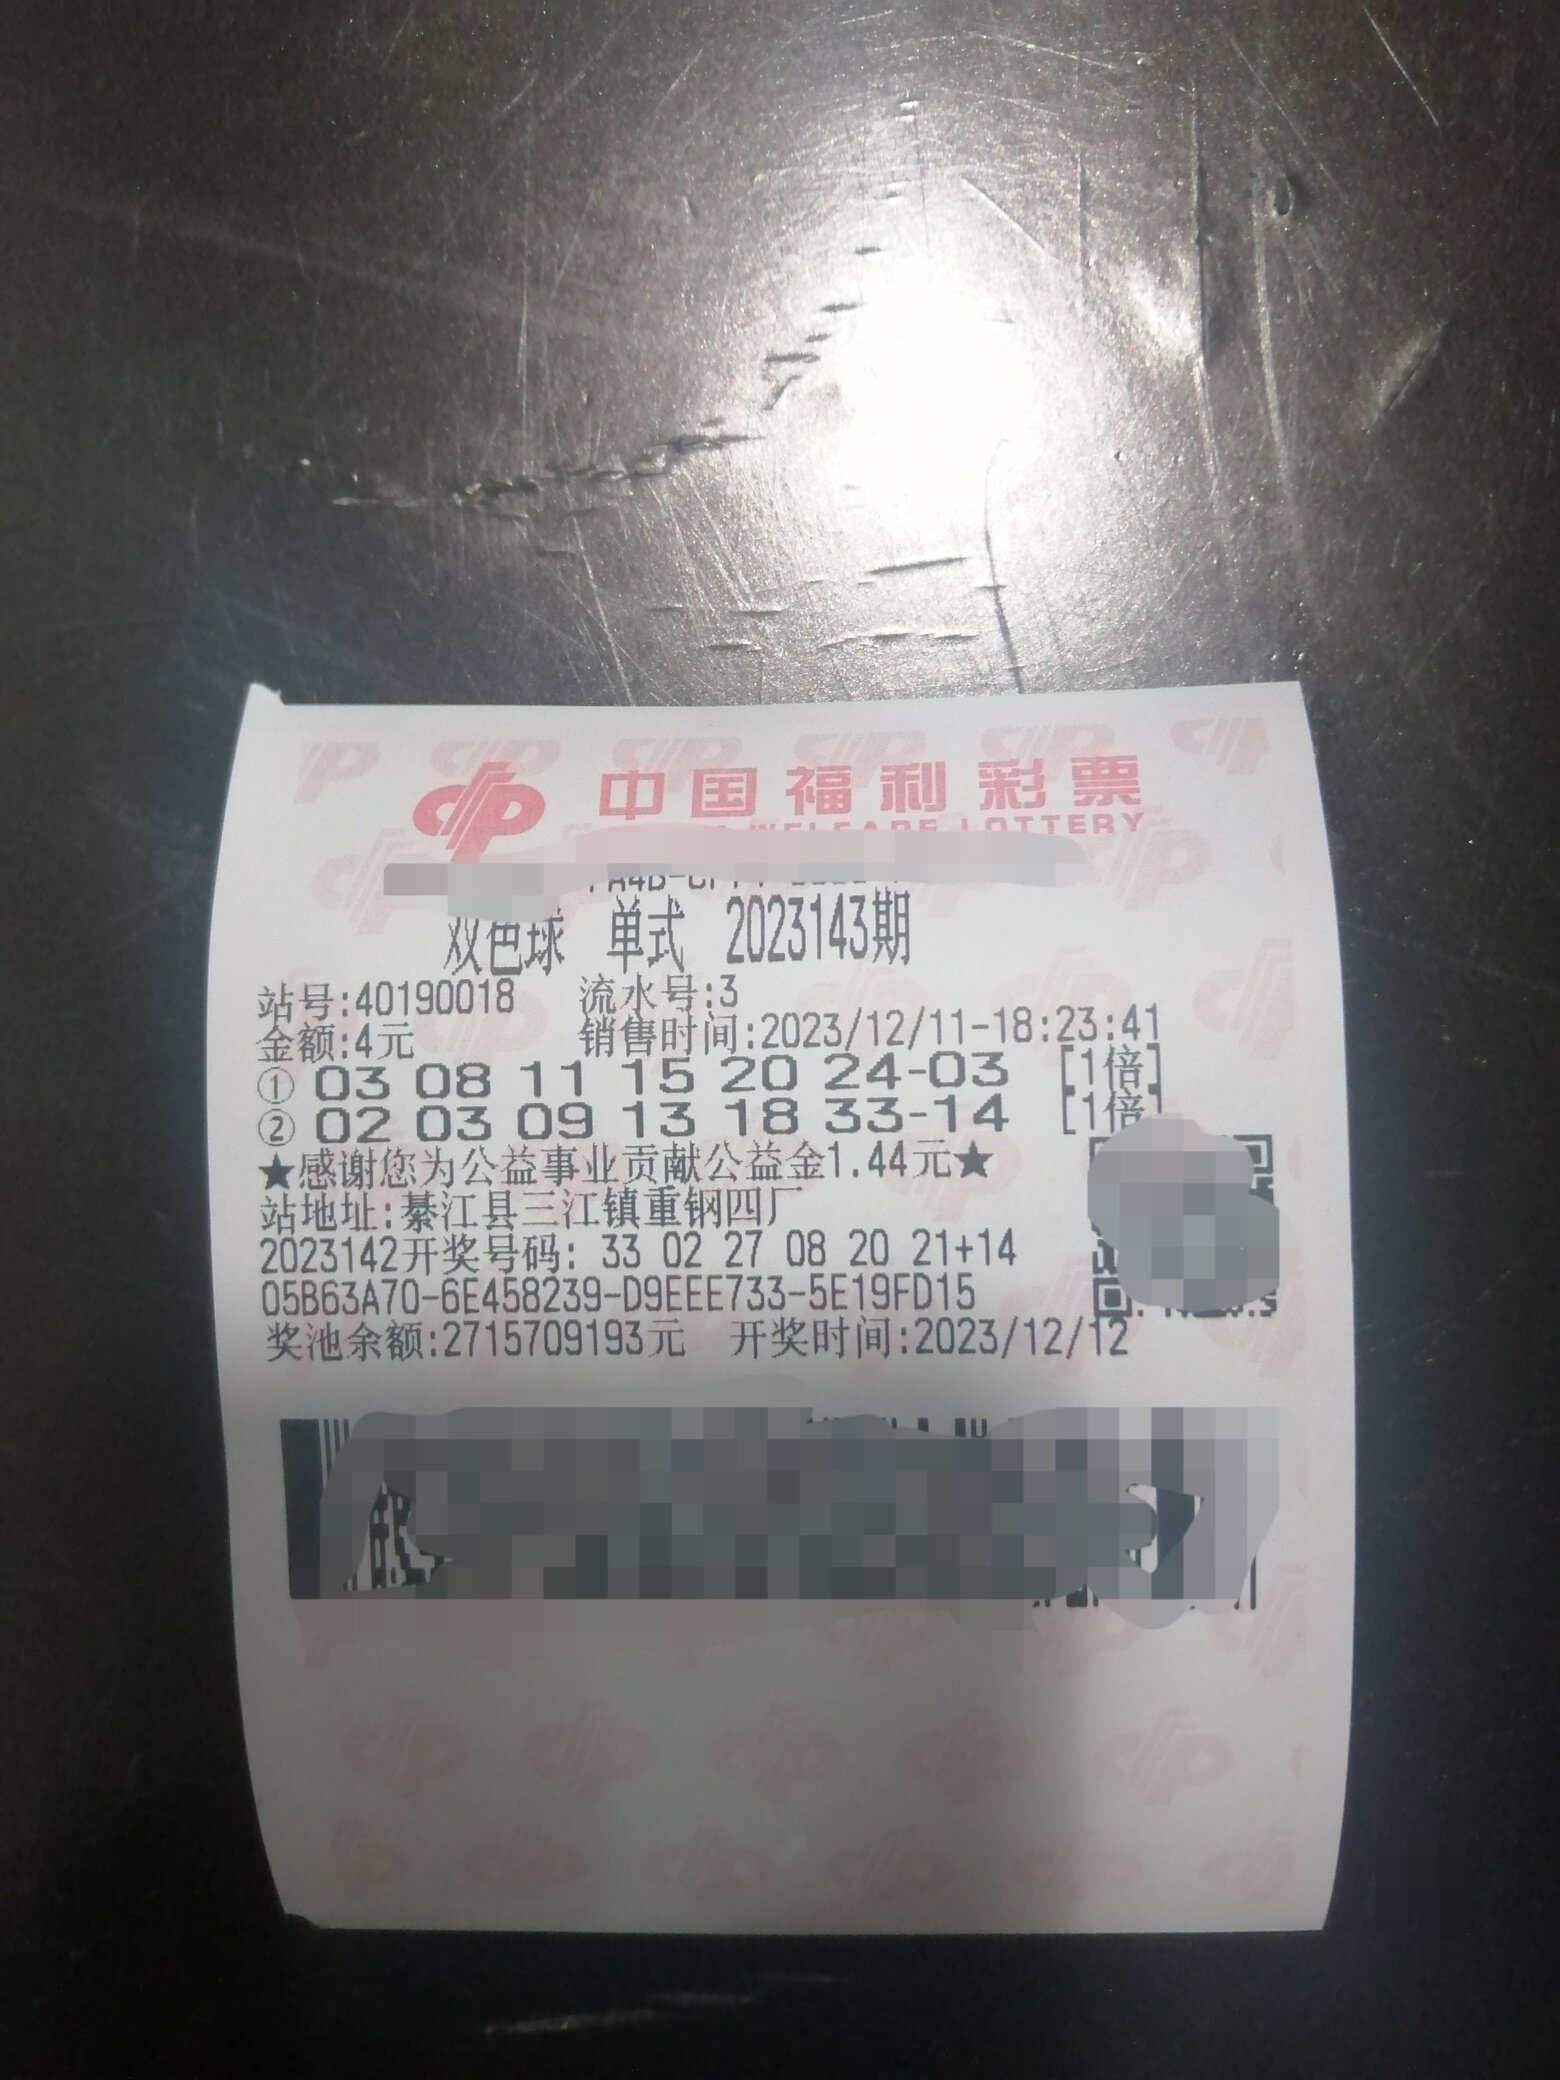 中国福利彩票
WELFARE LOTTERY
双色球 单式 2023143期
站号:40190018 流水号:3
金额:4元 销售时间:2023/12/11-18:23:41
① 03 08 11 15 20 24-03 [1倍]
② 02 03 09 13 18 33-14 [1倍]
★感谢您为公益事业贡献公益金1.44元★
站地址:綦江县三江镇重钢四厂
2023142开奖号码: 33 02 27 08 20 21+14
05B63A70-6E458239-D9EEE733-5E19FD15
奖池余额:2715709193元 开奖时间:2023/12/12